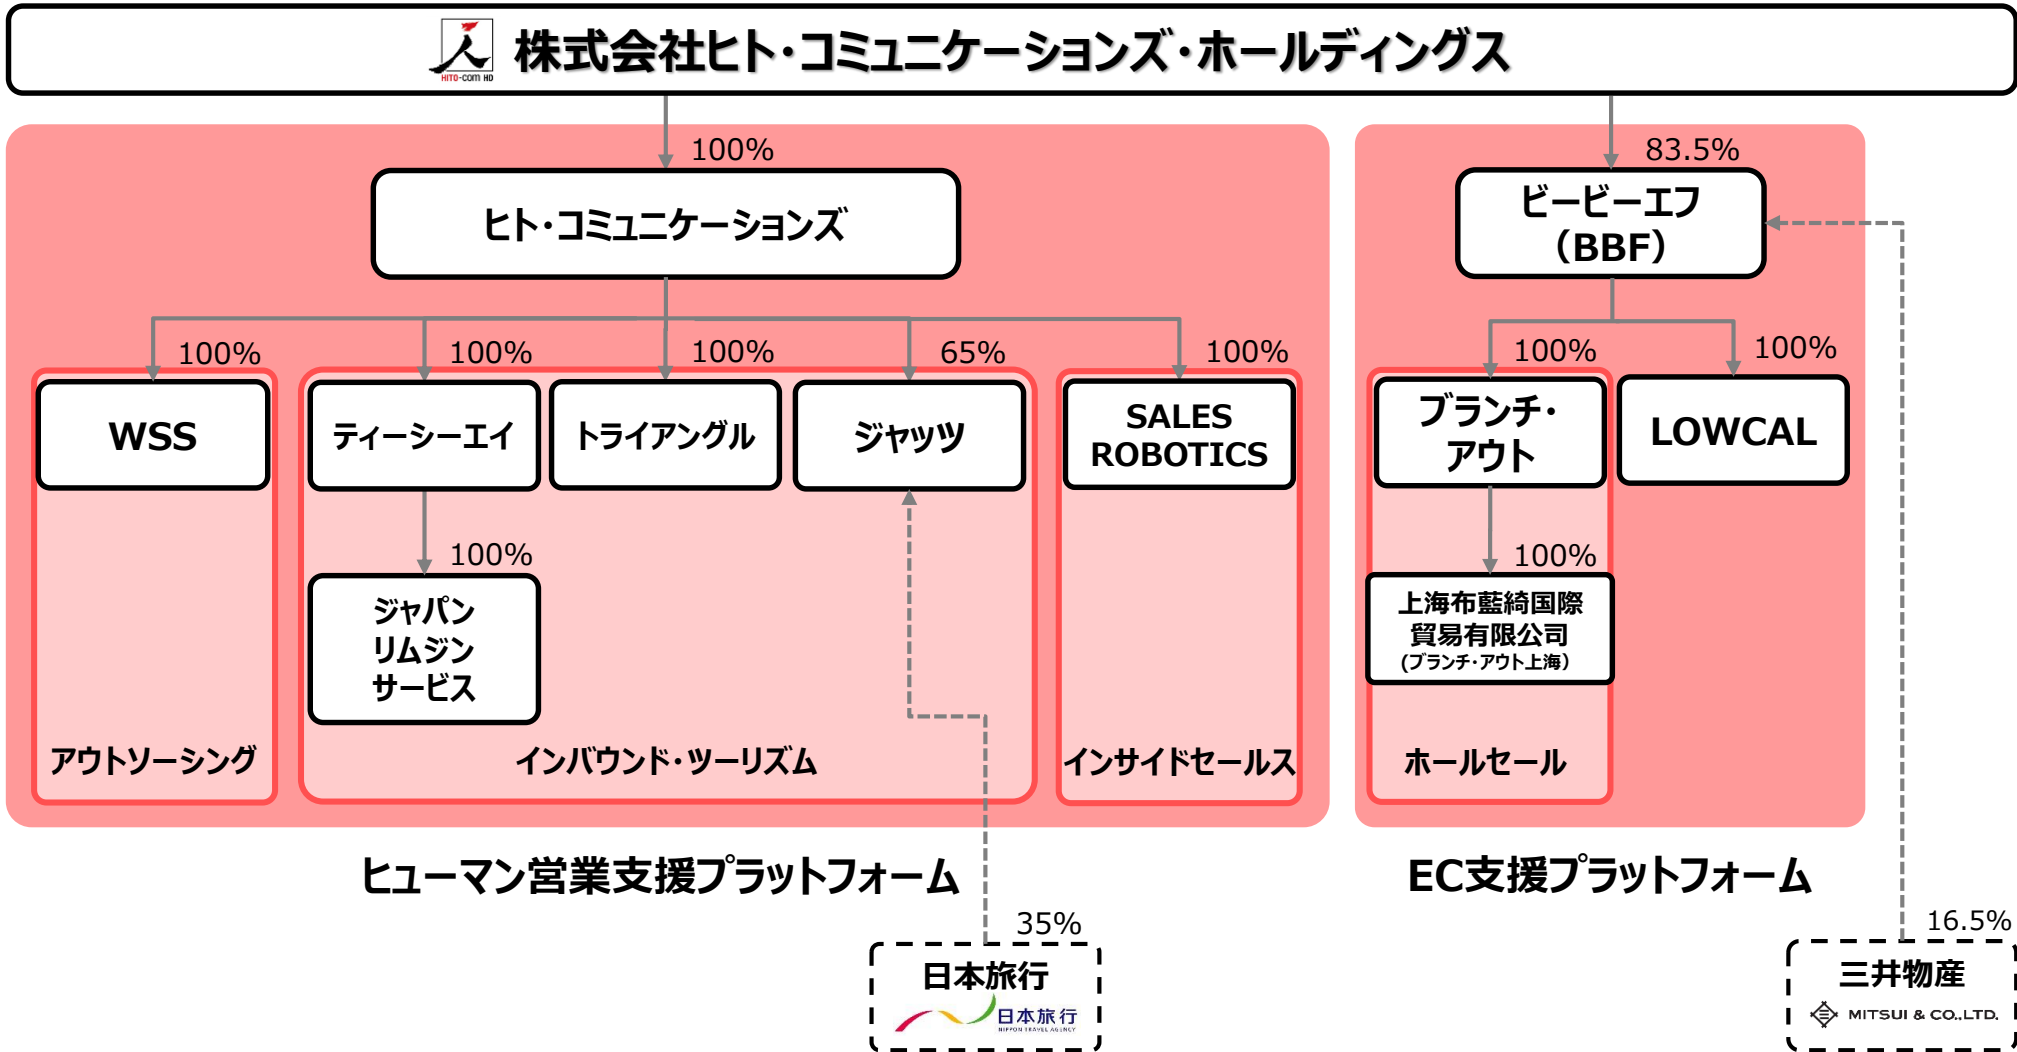 人
HITO-COM HD
株式会社ヒト・コミュニケーションズ・ホールディングス
100%
ヒト・コミュニケーションズ
100%
WSS
アウトソーシング
100%
ティーシーエイ
100%
トライアングル
65%
ジャッツ
100%
ジャパン
リムジン
サービス
インバウンド・ツーリズム
100%
SALES
ROBOTICS
インサイドセールス
ヒューマン営業支援プラットフォーム
35%
日本旅行
日本旅行
NIPPON TRAVEL AGENCY
83.5%
ビービーエフ
（BBF）
100%
ブランチ・
アウト
100%
LOWCAL
100%
上海布藍綺国際
貿易有限公司
(ブランチ・アウト上海）
ホールセール
EC支援プラットフォーム
16.5%
三井物産
MITSUI & CO.,LTD.